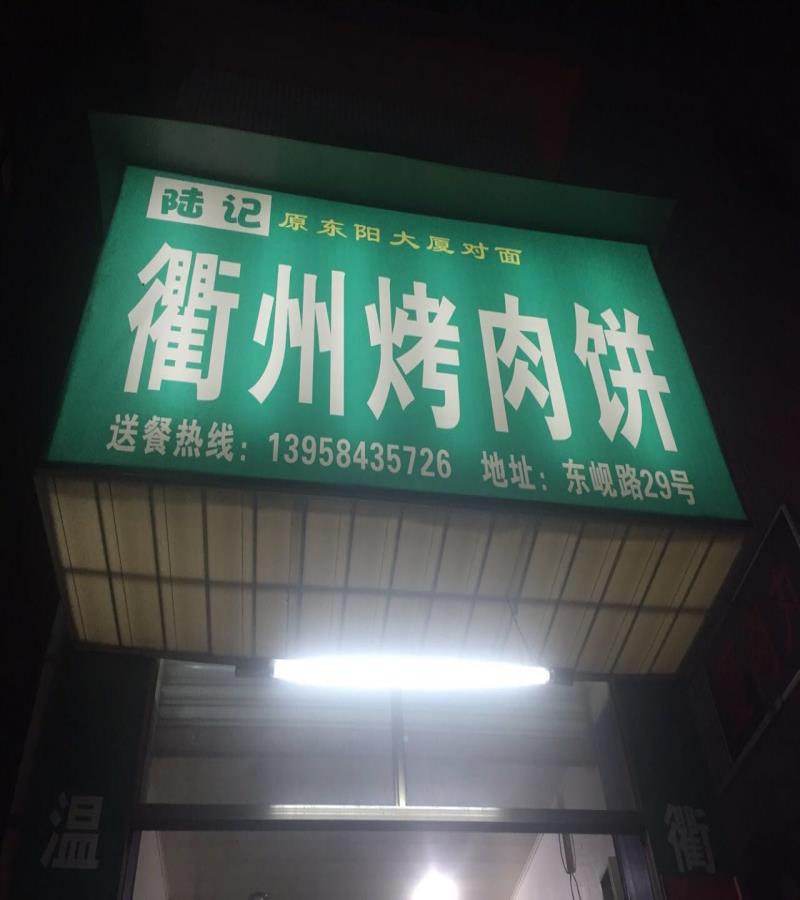 陆记 原东阳大厦对面
衢州烤肉饼
送餐热线：13958435726 地址：东岘路29号
温
衢